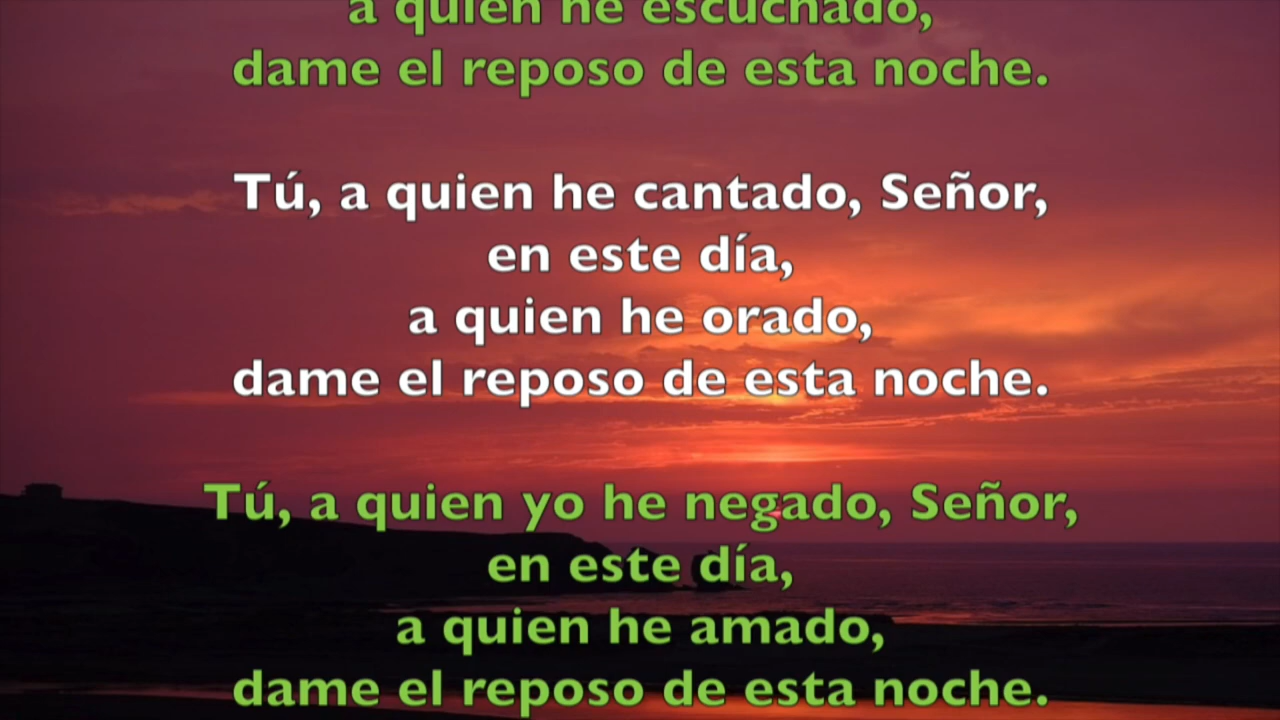 a quien he escuchado,
dame el reposo de esta noche.
Tú, a quien he cantado, Señor,
en este día,
a quien he orado,
dame el reposo de esta noche.
Tú, a quien yo he negado, Señor,
en este día,
a quien he amado,
dame el reposo de esta noche.